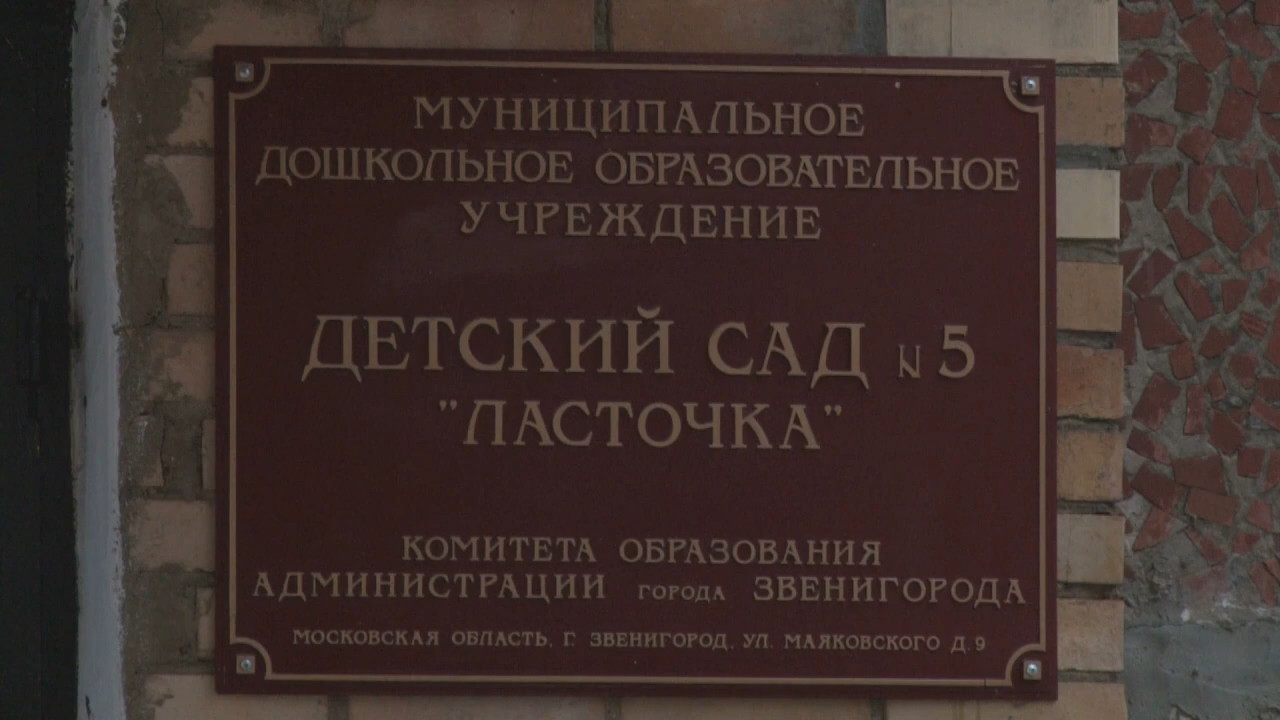 МУНИЦИПАЛЬНОЕ
ДОШКОЛЬНОЕ ОБРАЗОВАТЕЛЬНОЕ
УЧРЕЖДЕНИЕ
ДЕТСКИЙ САД N 5
"ЛАСТОЧКА"
КОМИТЕТА ОБРАЗОВАНИЯ
АДМИНИСТРАЦИИ ГОРОДА ЗВЕНИГОРОДА
МОСКОВСКАЯ ОБЛАСТЬ, Г. ЗВЕНИГОРОД, УЛ. МАЯКОВСКОГО Д. 9